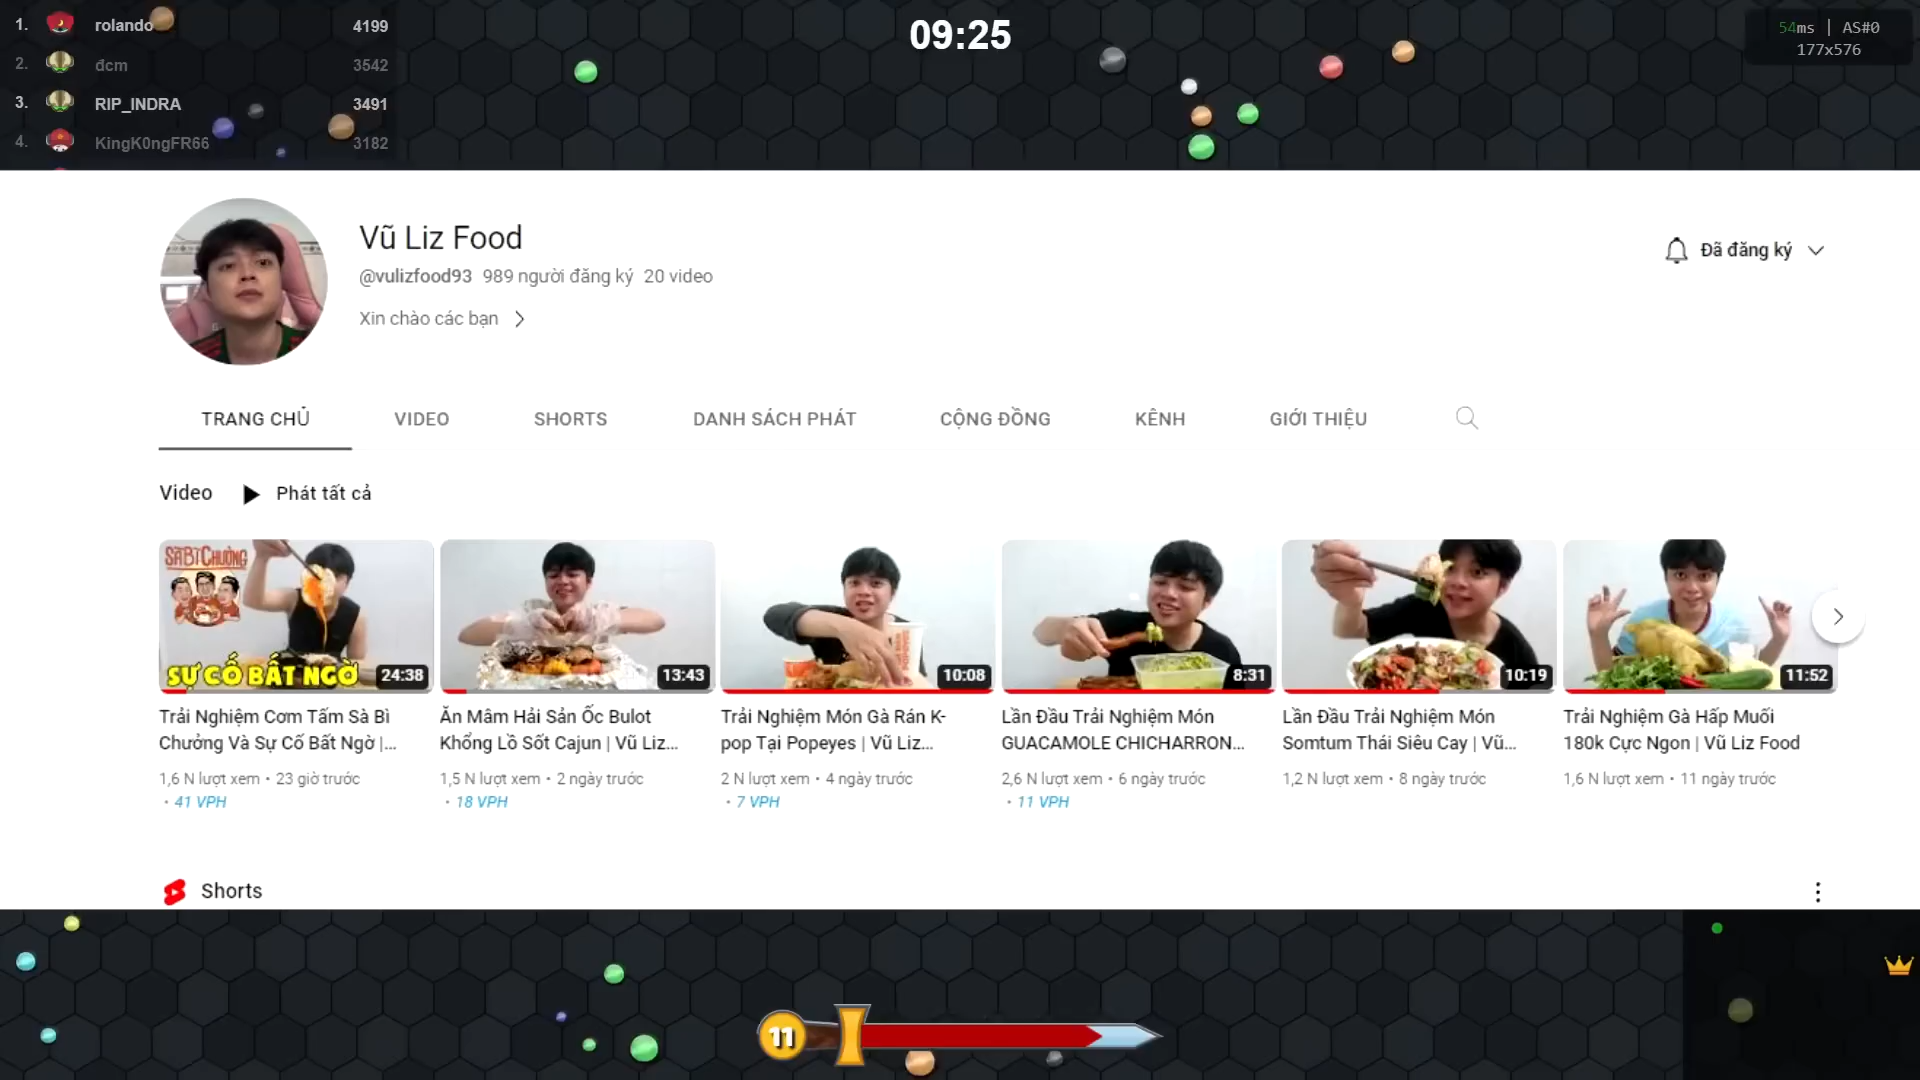 1. rolando 4199
2. đcm 3542
3. RIP_INDRA 3491
4. KingK0ngFR66 3182
09:25
54ms | AS#0
177x576
Vũ Liz Food
@vulizfood93 989 người đăng ký 20 video
Xin chào các bạn
Đã đăng ký
TRANG CHỦ VIDEO SHORTS DANH SÁCH PHÁT CỘNG ĐỒNG KÊNH GIỚI THIỆU
Video Phát tất cả
SÀBÌCHƯỞNG
SỰ CỐ BẤT NGỜ
24:38
13:43
10:08
8:31
10:19
11:52
Trải Nghiệm Cơm Tấm Sà Bì
Chưởng Và Sự Cố Bất Ngờ |...
1,6 N lượt xem • 23 giờ trước
• 41 VPH
Ăn Mâm Hải Sản Ốc Bulot
Khổng Lồ Sốt Cajun | Vũ Liz...
1,5 N lượt xem • 2 ngày trước
• 18 VPH
Trải Nghiệm Món Gà Rán K-
pop Tại Popeyes | Vũ Liz...
2 N lượt xem • 4 ngày trước
• 7 VPH
Lần Đầu Trải Nghiệm Món
GUACAMOLE CHICHARRON...
2,6 N lượt xem • 6 ngày trước
• 11 VPH
Lần Đầu Trải Nghiệm Món
Somtum Thái Siêu Cay | Vũ...
1,2 N lượt xem • 8 ngày trước
Trải Nghiệm Gà Hấp Muối
180k Cực Ngon | Vũ Liz Food
1,6 N lượt xem • 11 ngày trước
Shorts
11